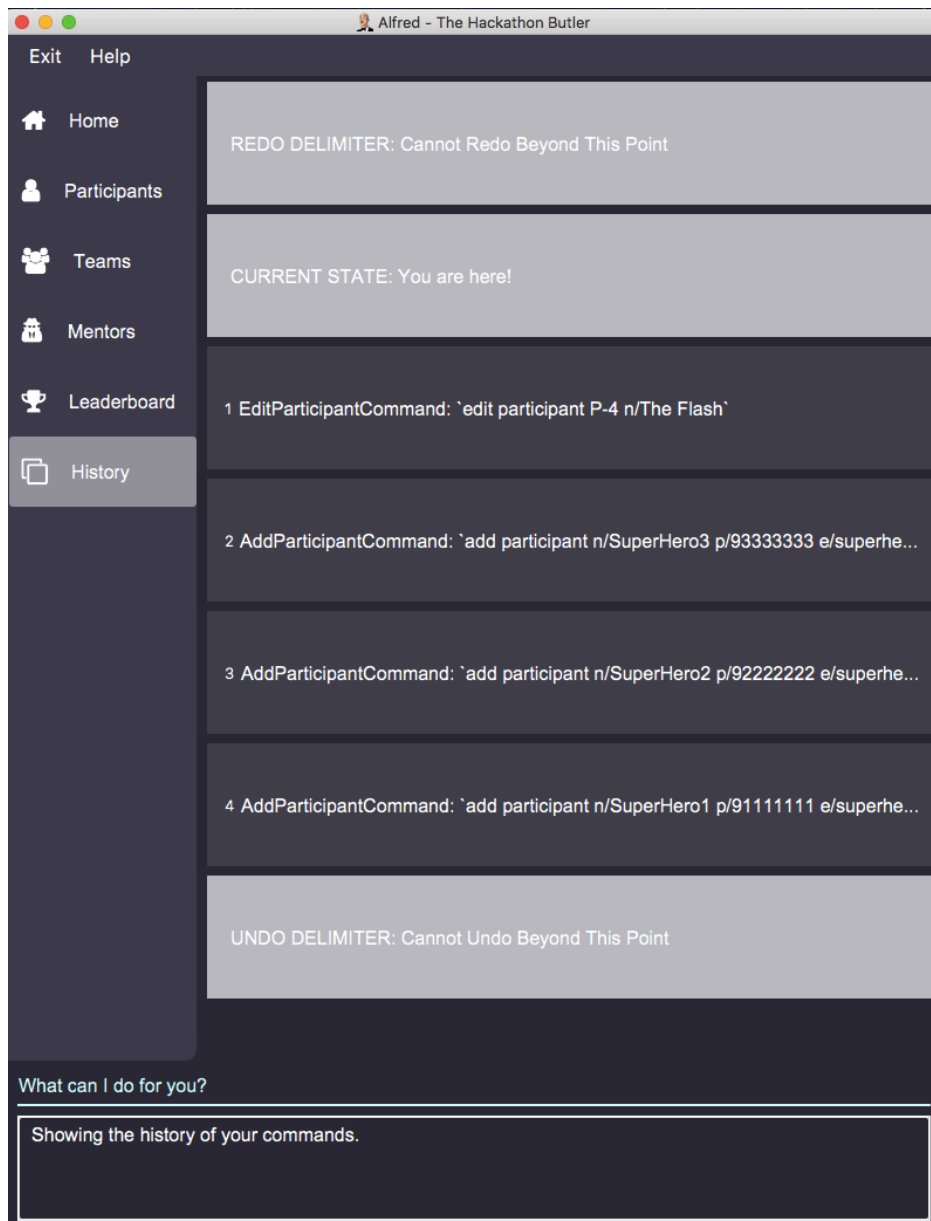 Alfred - The Hackathon Butler
Exit Help
Home
Participants
Teams
Mentors
Leaderboard
History
REDO DELIMITER: Cannot Redo Beyond This Point
CURRENT STATE: You are here!
1 EditParticipantCommand: `edit participant P-4 n/The Flash`
2 AddParticipantCommand: `add participant n/SuperHero3 p/93333333 e/superhe...
3 AddParticipantCommand: `add participant n/SuperHero2 p/92222222 e/superhe...
4 AddParticipantCommand: `add participant n/SuperHero1 p/91111111 e/superhe...
UNDO DELIMITER: Cannot Undo Beyond This Point
What can I do for you?
Showing the history of your commands.